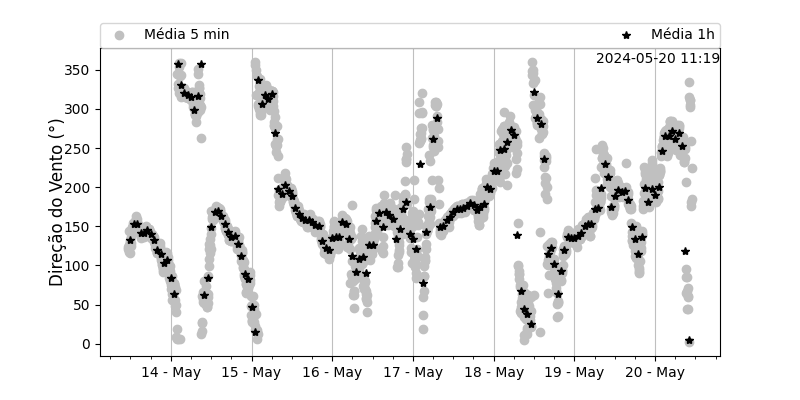 Média 5 min
Média 1h
2024-05-20 11:19
Direção do Vento (°)
350
300
250
200
150
100
50
0
14 - May
15 - May
16 - May
17 - May
18 - May
19 - May
20 - May